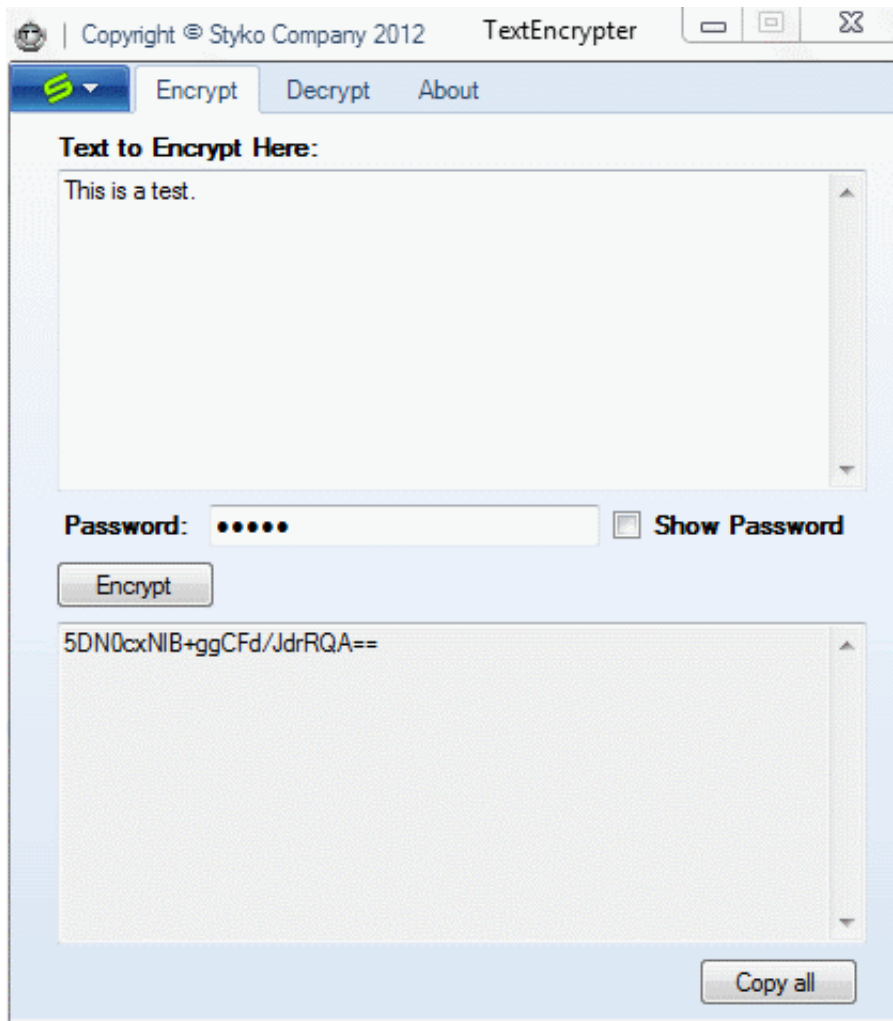 | Copyright © Styko Company 2012 TextEncrypter
Encrypt Decrypt About
Text to Encrypt Here:
This is a test.
Password: ••••• Show Password
Encrypt
5DN0cxNIB+ggCFd/JdrRQA==
Copy all